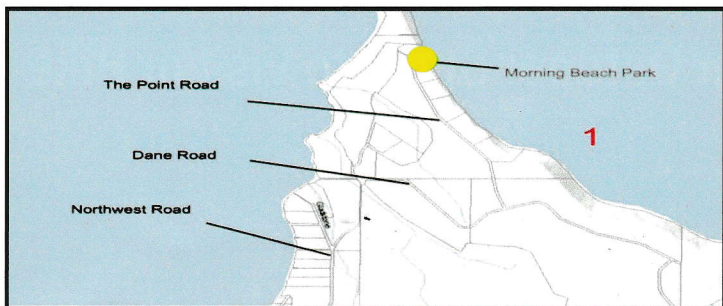 Morning Beach Park
The Point Road
1
Dane Road
Northwest Road